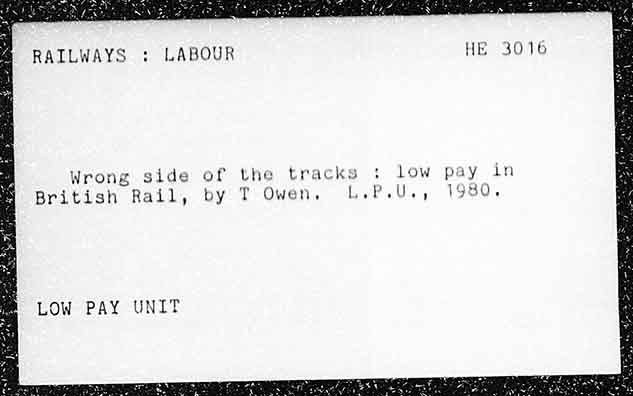 RAILWAYS : LABOUR HE 3016
Wrong side of the tracks : low pay in
British Rail, by T Owen. L.P.U., 1980.
LOW PAY UNIT